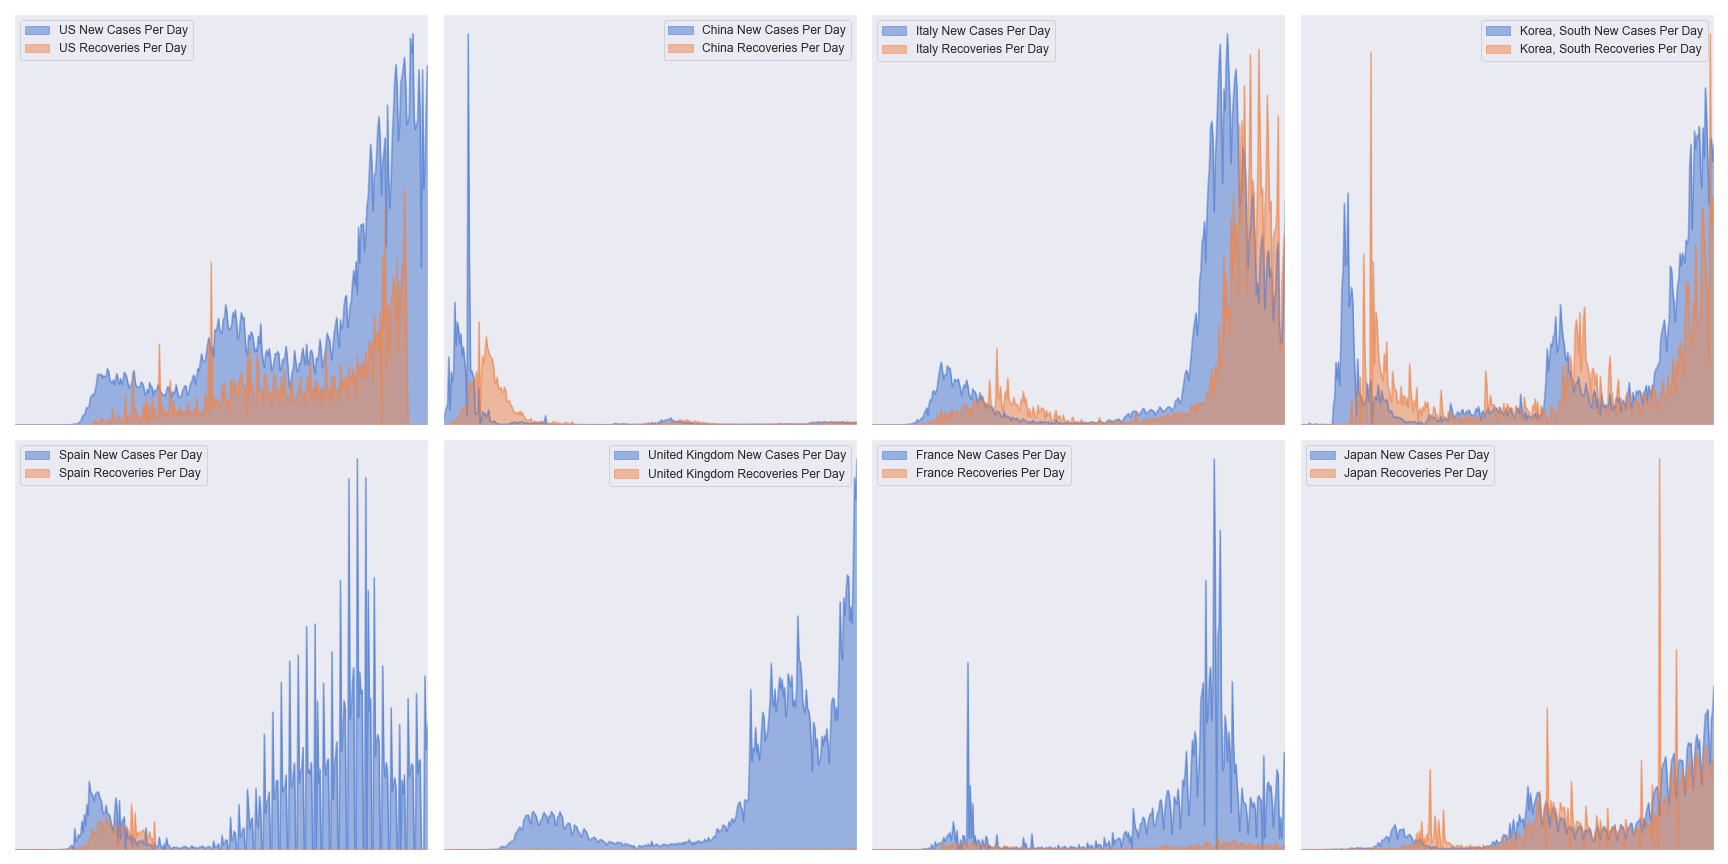 US New Cases Per Day
US Recoveries Per Day
China New Cases Per Day
China Recoveries Per Day
Italy New Cases Per Day
Italy Recoveries Per Day
Korea, South New Cases Per Day
Korea, South Recoveries Per Day
Spain New Cases Per Day
Spain Recoveries Per Day
United Kingdom New Cases Per Day
United Kingdom Recoveries Per Day
France New Cases Per Day
France Recoveries Per Day
Japan New Cases Per Day
Japan Recoveries Per Day